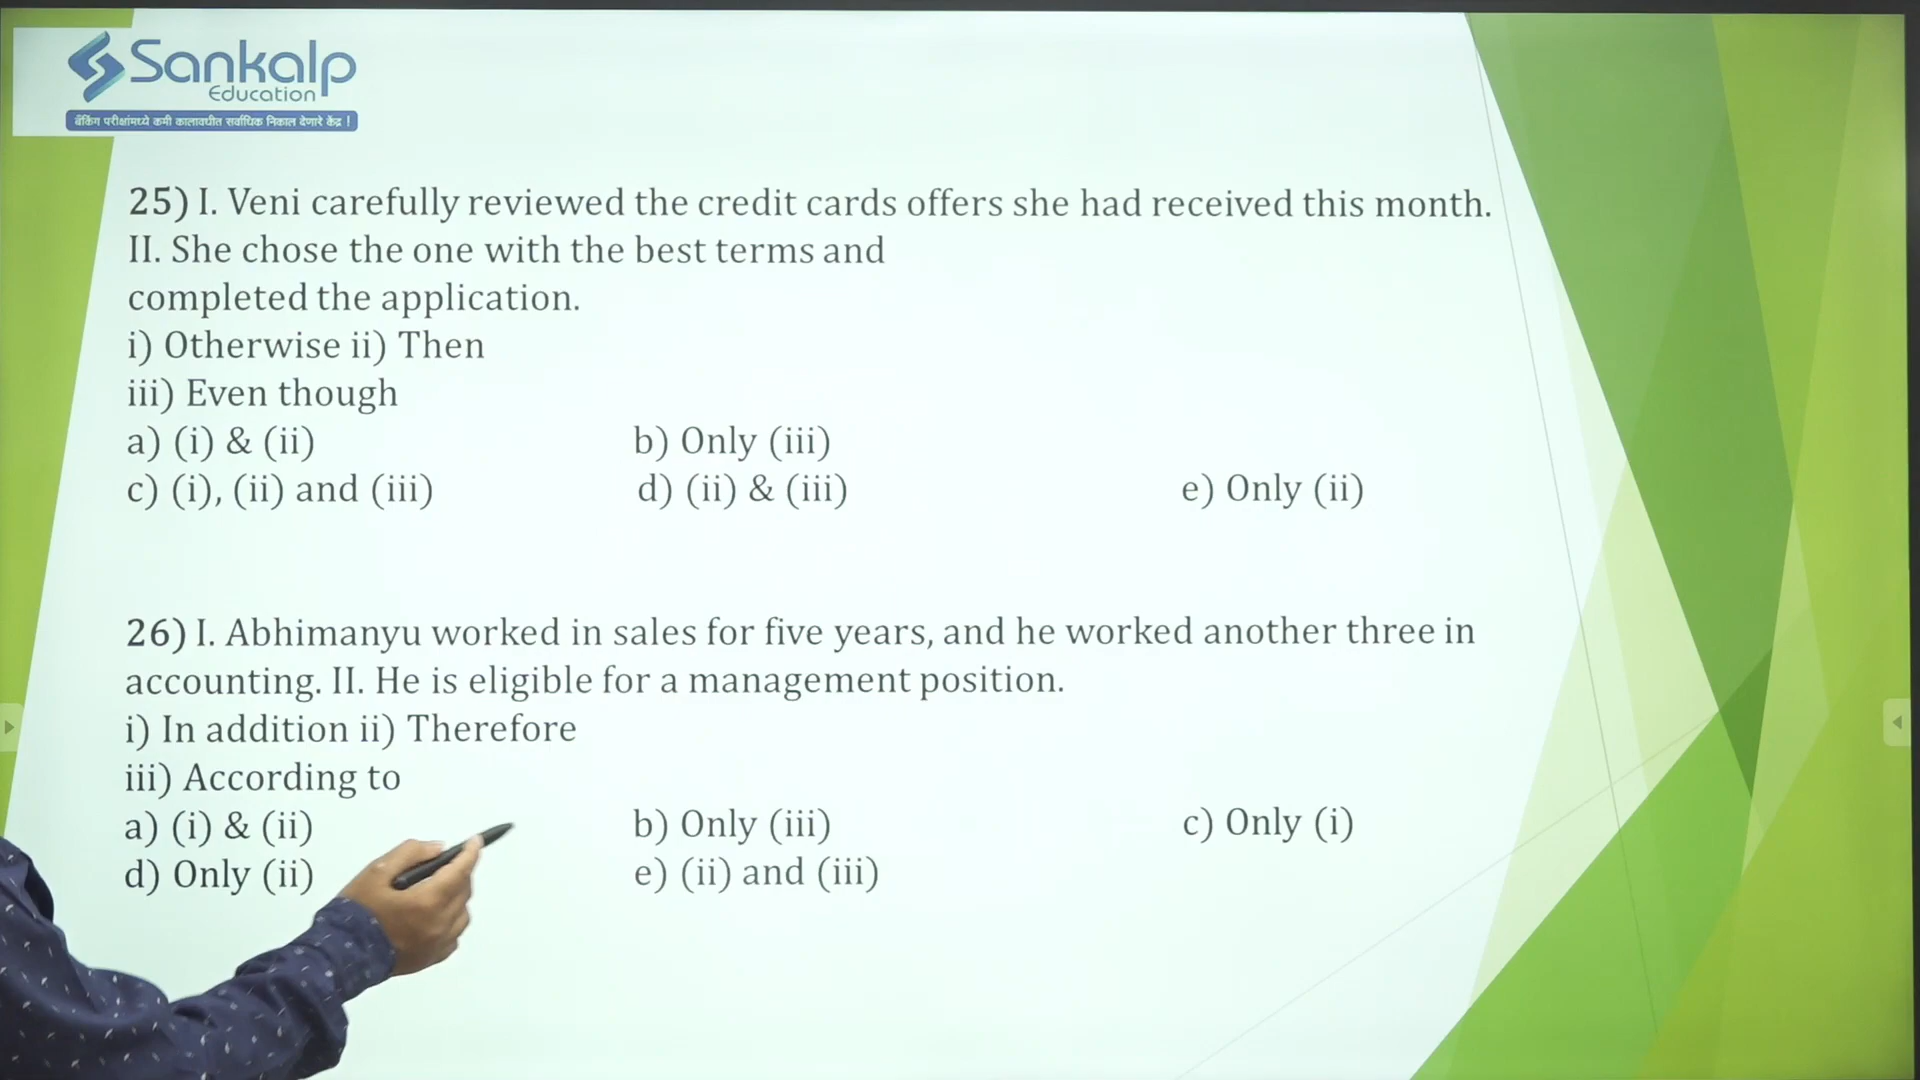 Sankalp
Education
बँकिंग परीक्षांमध्ये कमी कालावधीत सर्वाधिक निकाल देणारे केंद्र !
25) I. Veni carefully reviewed the credit cards offers she had received this month.
II. She chose the one with the best terms and
completed the application.
i) Otherwise ii) Then
iii) Even though
a) (i) & (ii) b) Only (iii)
c) (i), (ii) and (iii) d) (ii) & (iii) e) Only (ii)
26) I. Abhimanyu worked in sales for five years, and he worked another three in
accounting. II. He is eligible for a management position.
i) In addition ii) Therefore
iii) According to
a) (i) & (ii) b) Only (iii) c) Only (i)
d) Only (ii) e) (ii) and (iii)